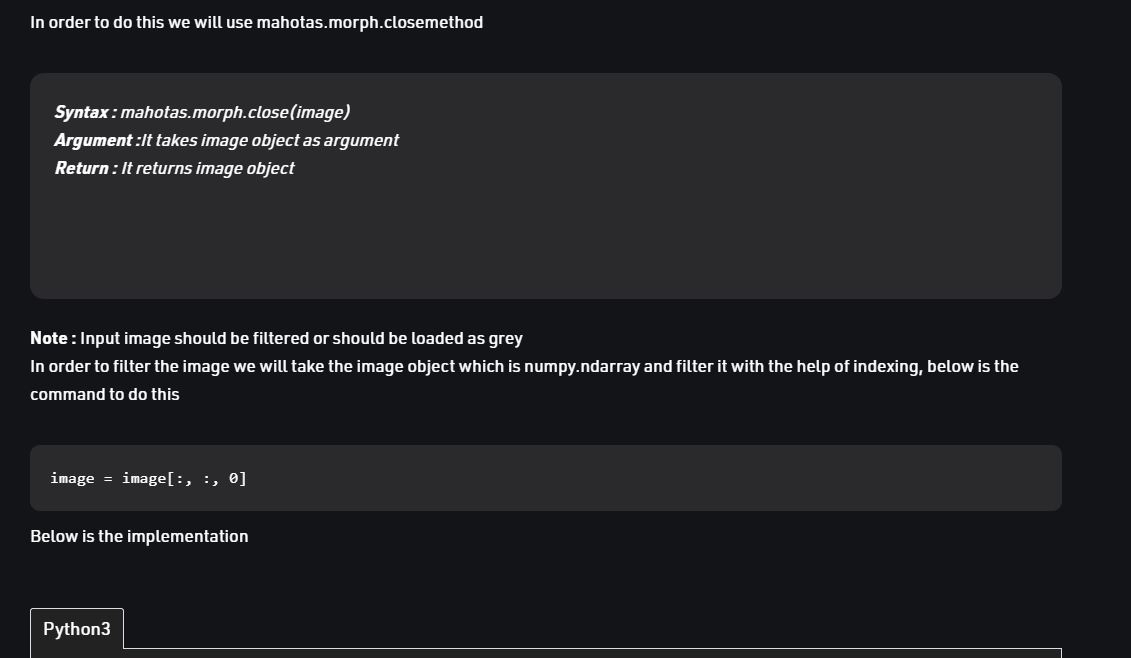 In order to do this we will use mahotas.morph.closemethod
Syntax : mahotas.morph.close(image)
Argument :It takes image object as argument
Return : It returns image object
Note : Input image should be filtered or should be loaded as grey
In order to filter the image we will take the image object which is numpy.ndarray and filter it with the help of indexing, below is the
command to do this
image = image[:, :, 0]
Below is the implementation
Python3